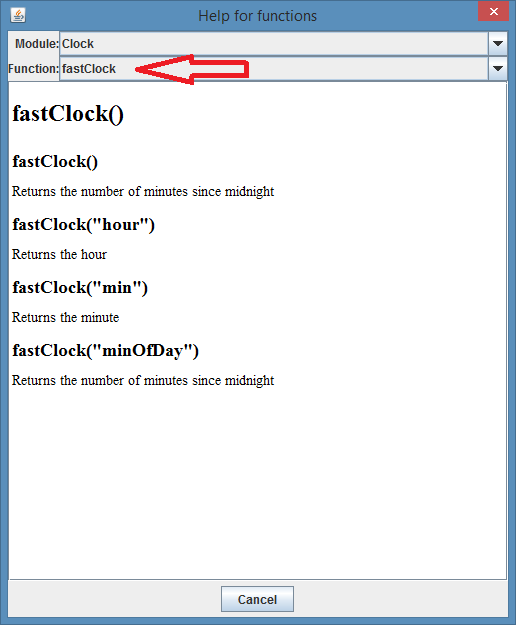 Help for functions
Module: Clock
Function: fastClock
fastClock()
fastClock()
Returns the number of minutes since midnight
fastClock("hour")
Returns the hour
fastClock("min")
Returns the minute
fastClock("minOfDay")
Returns the number of minutes since midnight
Cancel